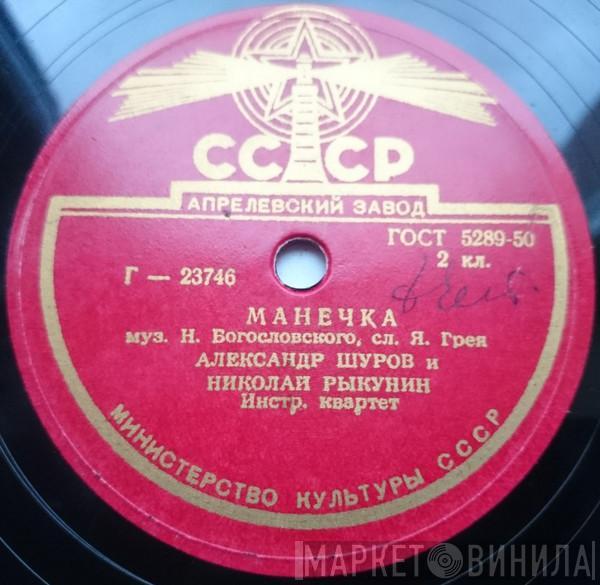 СССР
АПРЕЛЕВСКИЙ ЗАВОД
ГОСТ 5289-50
2 кл.
Г — 23746
МАНЕЧКА
муз. Н. Богословского, сл. Я. Грея
АЛЕКСАНДР ШУРОВ и
НИКОЛАЙ РЫКУНИН
Инстр. квартет
МИНИСТЕРСТВО КУЛЬТУРЫ СССР
МАРКЕТ ВИНИЛА